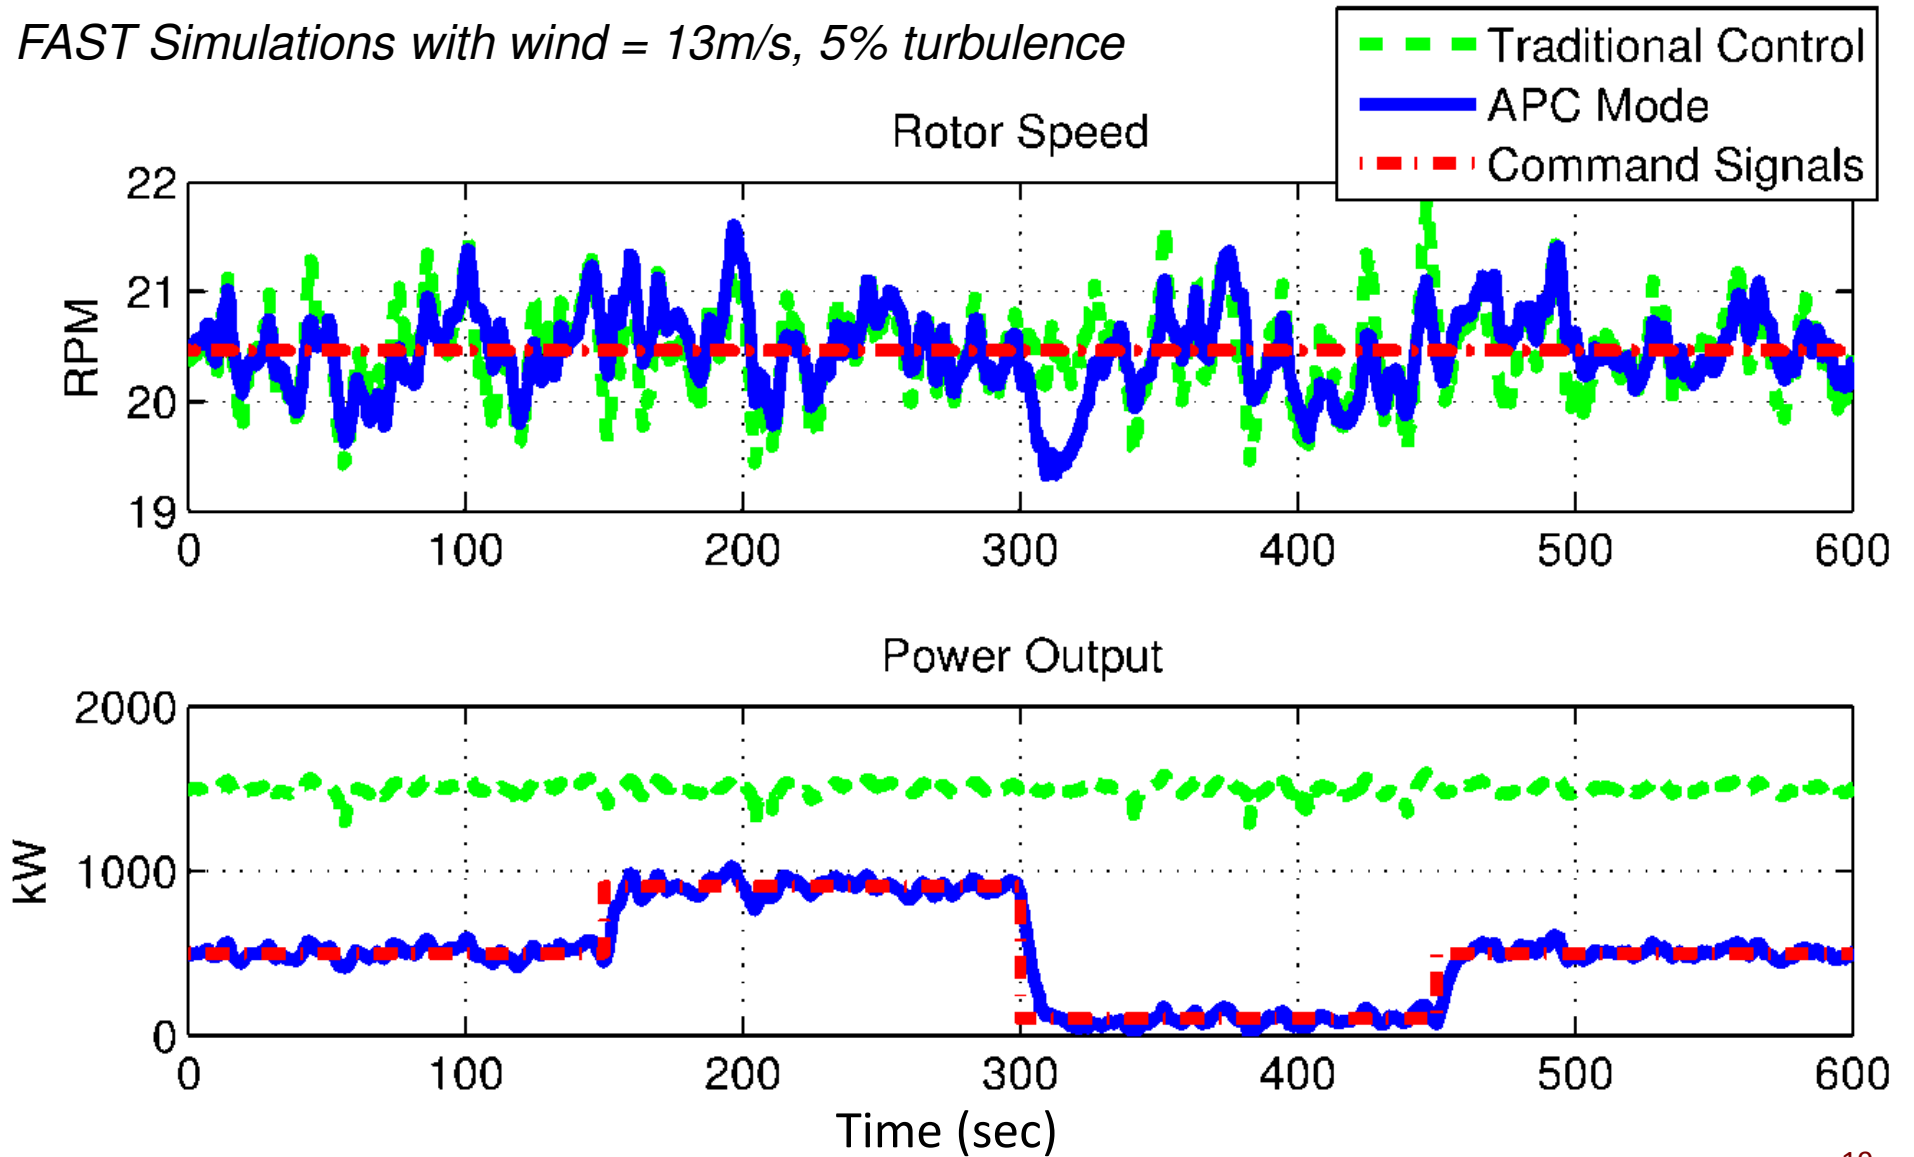 FAST Simulations with wind = 13m/s, 5% turbulence
Traditional Control
APC Mode
Command Signals
Rotor Speed
RPM
22
21
20
19
0 100 200 300 400 500 600
Power Output
kW
2000
1000
0
0 100 200 300 400 500 600
Time (sec)